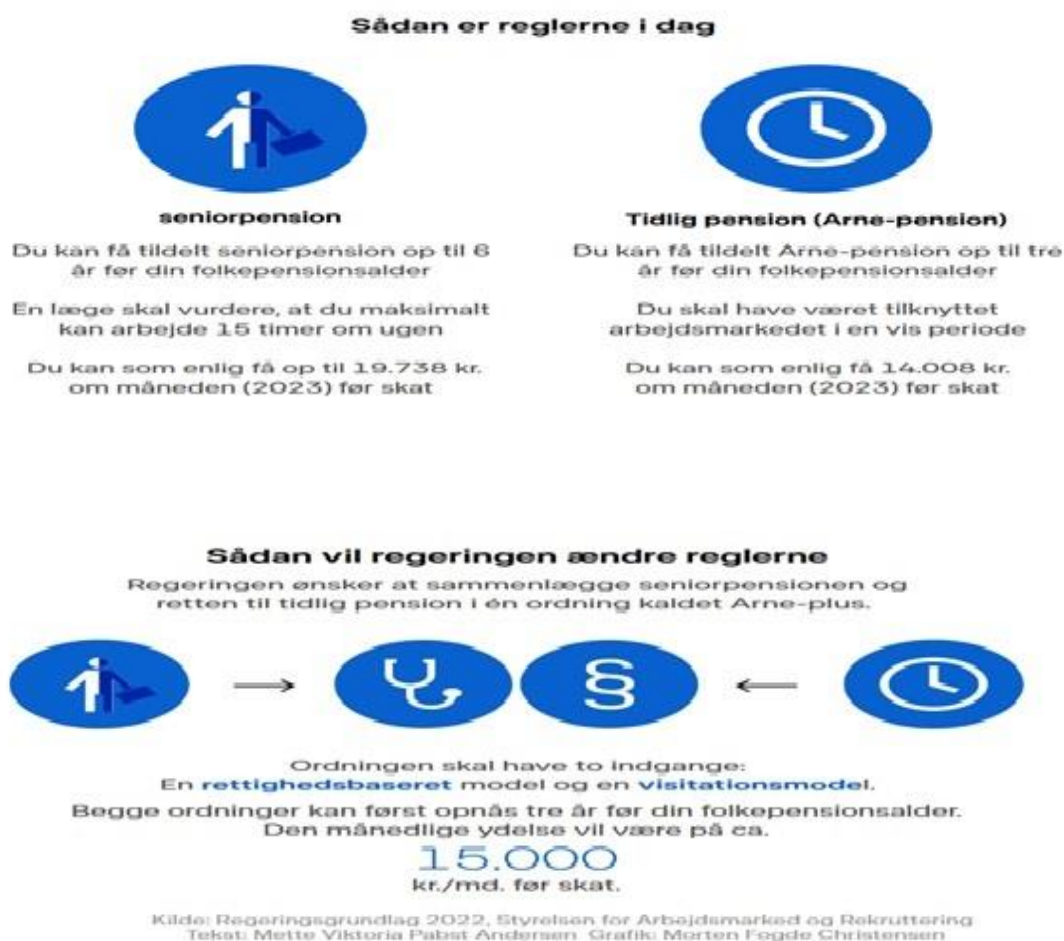 Sådan er reglerne i dag
seniorpension
Du kan få tildelt seniorpension op til 6
år før din folkepensionsalder
En læge skal vurdere, at du maksimalt
kan arbejde 15 timer om ugen
Du kan som enlig få op til 19.738 kr.
om måneden (2023) før skat
Tidlig pension (Arne-pension)
Du kan få tildelt Arne-pension op til tre
år før din folkepensionsalder
Du skal have været tilknyttet
arbejdsmarkedet i en vis periode
Du kan som enlig få 14.008 kr.
om måneden (2023) før skat
Sådan vil regeringen ændre reglerne
Regeringen ønsker at sammenlægge seniorpensionen og
retten til tidlig pension i én ordning kaldet Arne-plus.
→ §  ←
Ordningen skal have to indgange:
En rettighedsbaseret model og en visitationsmodel.
Begge ordninger kan først opnås tre år før din folkepensionsalder.
Den månedlige ydelse vil være på ca.
15.000
kr./md. før skat.
Kilde: Regeringsgrundlag 2022, Styrelsen for Arbejdsmarked og Rekruttering
Tekst: Mette Viktoria Pabst Andersen Grafik: Morten Fogde Christensen